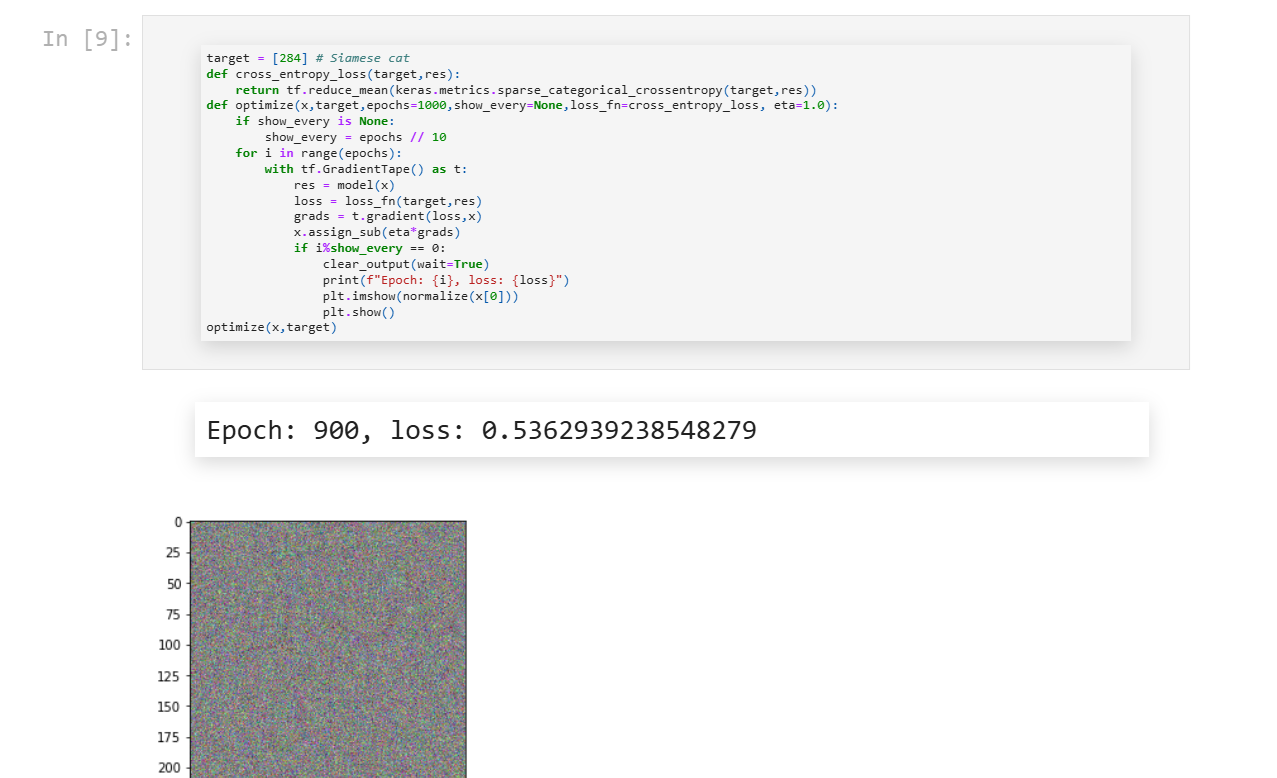 In [9]:
target = [284] # Siamese cat
def cross_entropy_loss(target,res):
    return tf.reduce_mean(keras.metrics.sparse_categorical_crossentropy(target,res))
def optimize(x,target,epochs=1000,show_every=None,loss_fn=cross_entropy_loss, eta=1.0):
    if show_every is None:
        show_every = epochs // 10
    for i in range(epochs):
        with tf.GradientTape() as t:
            res = model(x)
            loss = loss_fn(target,res)
            grads = t.gradient(loss,x)
            x.assign_sub(eta*grads)
            if i%show_every == 0:
                clear_output(wait=True)
                print(f"Epoch: {i}, loss: {loss}")
                plt.imshow(normalize(x[0]))
                plt.show()
optimize(x,target)
Epoch: 900, loss: 0.5362939238548279
0
25
50
75
100
125
150
175
200